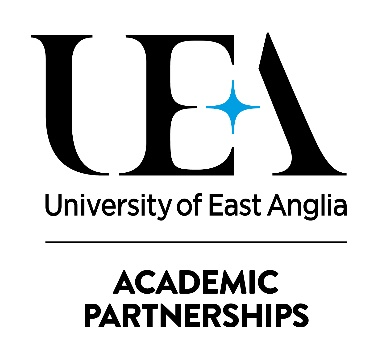 UEA
University of East Anglia
ACADEMIC
PARTNERSHIPS